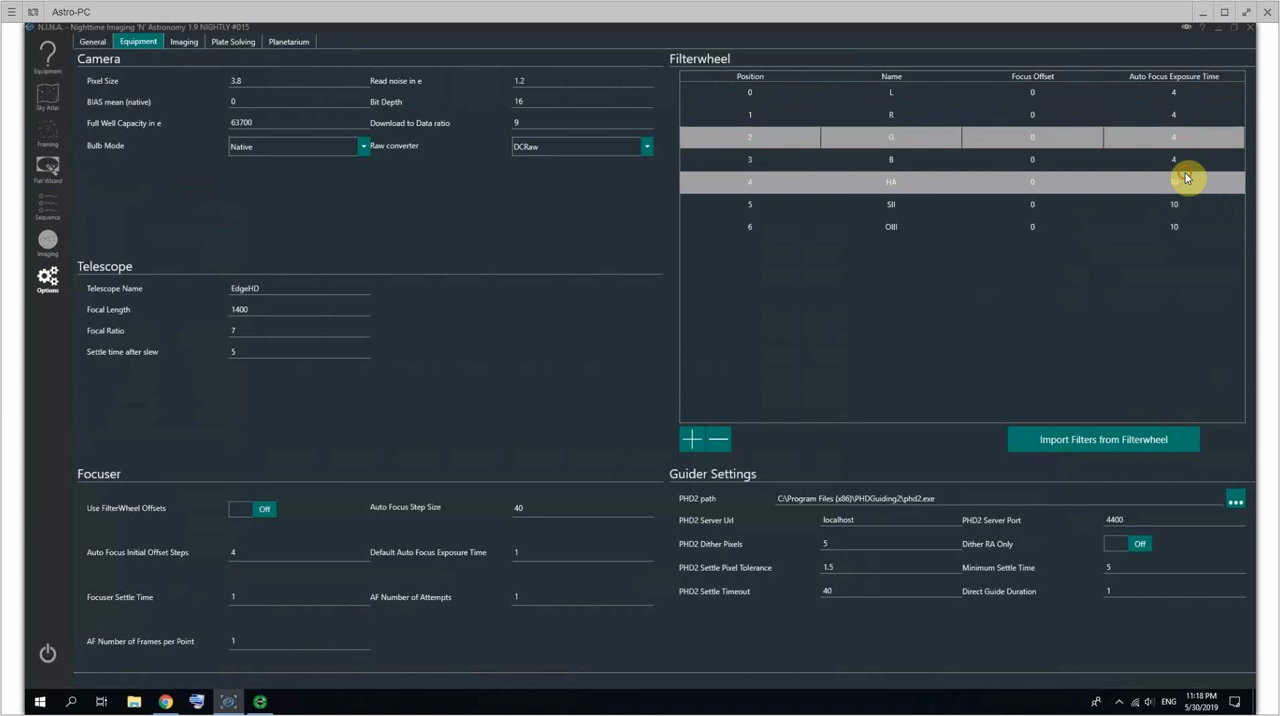 Astro-PC
N.I.N.A. - Nighttime Imaging 'N' Astronomy 1.9 NIGHTLY #015
General Equipment Imaging Plate Solving Planetarium
Equipment
Sky Atlas
Framing
Flat Wizard
Sequence
Imaging
Options
Camera
Pixel Size 3.8 Read noise in e 1.2
BIAS mean (native) 0 Bit Depth 16
Full Well Capacity in e 63700 Download to Data ratio 9
Bulb Mode Native Raw converter DCRaw
Telescope
Telescope Name EdgeHD
Focal Length 1400
Focal Ratio 7
Settle time after slew 5
Focuser
Use FilterWheel Offsets Off Auto Focus Step Size 40
Auto Focus Initial Offset Steps 4 Default Auto Focus Exposure Time 1
Focuser Settle Time 1 AF Number of Attempts 1
AF Number of Frames per Point 1
Filterwheel
Position Name Focus Offset Auto Focus Exposure Time
0 L 0 4
1 R 0 4
2 G 0 4
3 B 0 4
4 HA 0 10
5 SII 0 10
6 OIII 0 10
Import Filters from Filterwheel
Guider Settings
PHD2 path C:\Program Files (x86)\PHDGuiding2\phd2.exe ...
PHD2 Server Url localhost PHD2 Server Port 4400
PHD2 Dither Pixels 5 Dither RA Only Off
PHD2 Settle Pixel Tolerance 1.5 Minimum Settle Time 5
PHD2 Settle Timeout 40 Direct Guide Duration 1
ENG
11:18 PM
5/30/2019